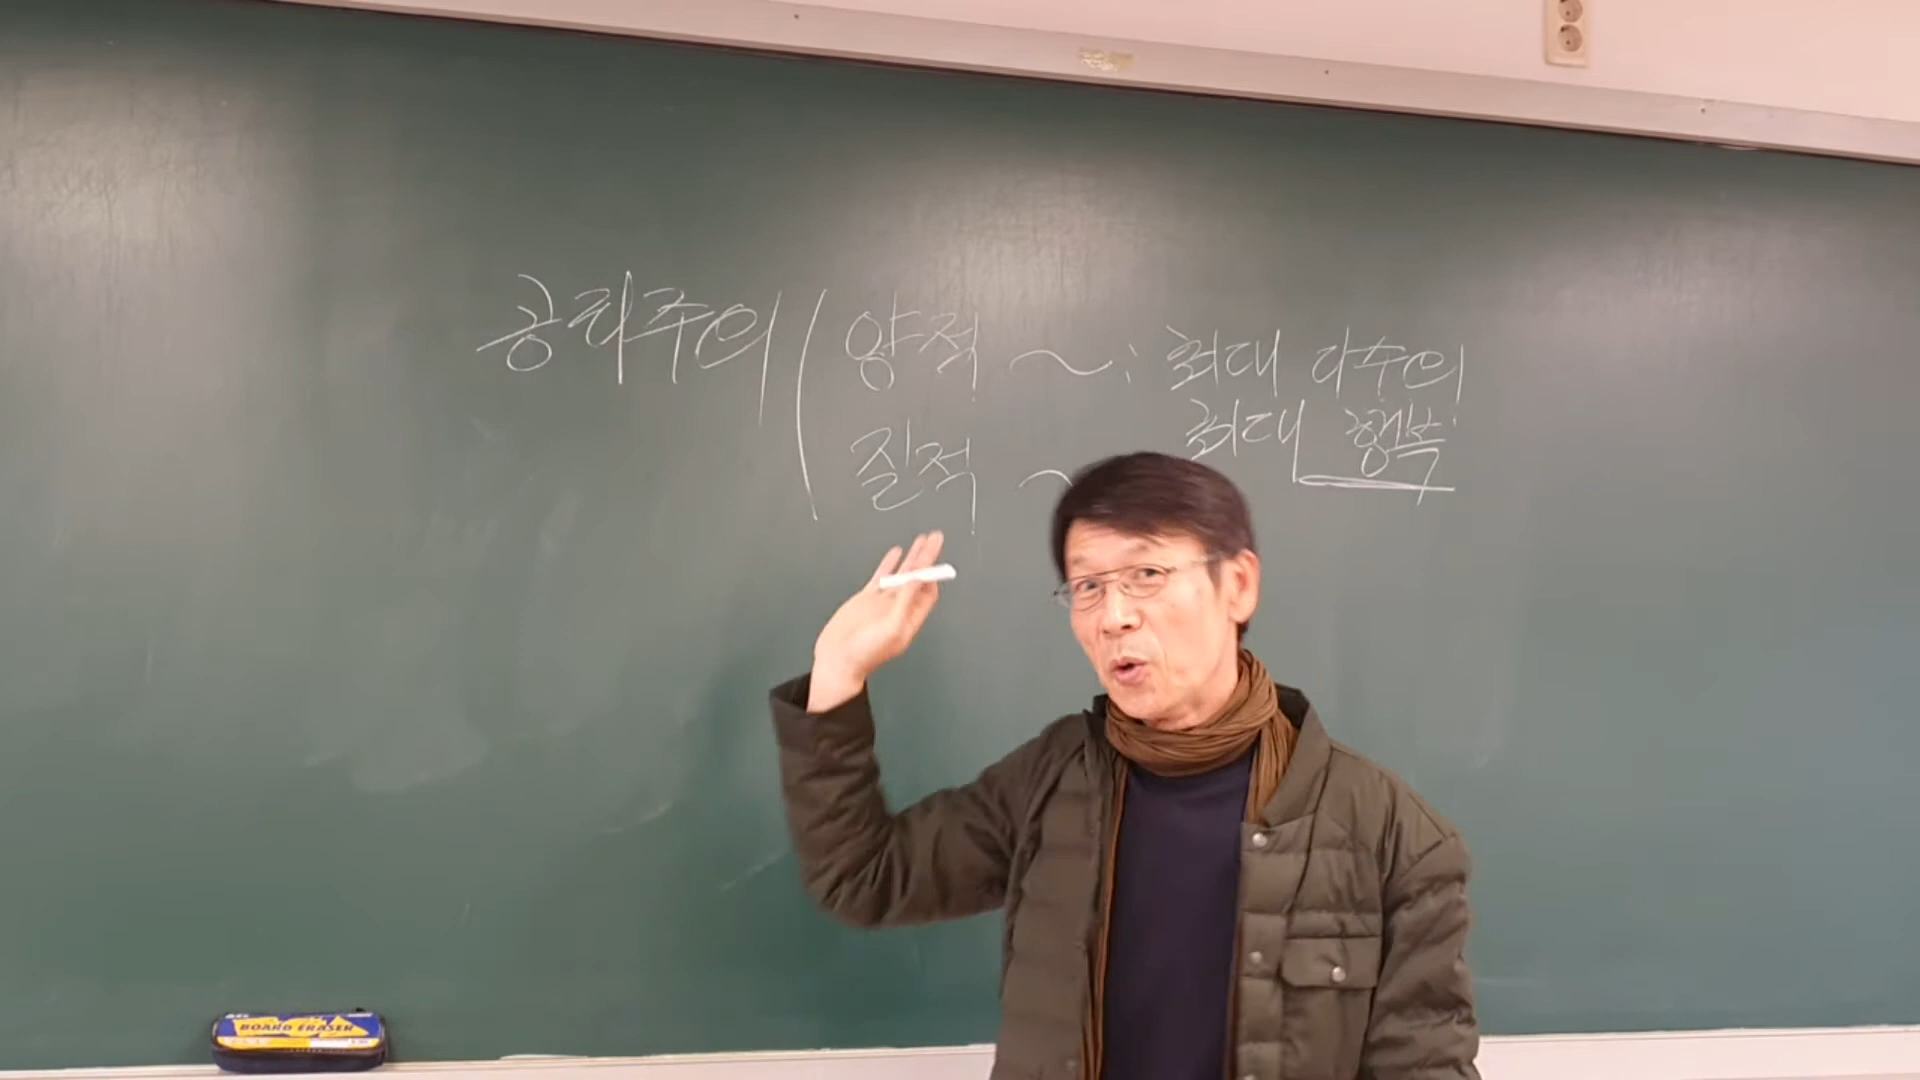 공리주의 ( 양적 ~ : 최대 다수의
최대 행복
질적 ~
BOARD ERASER